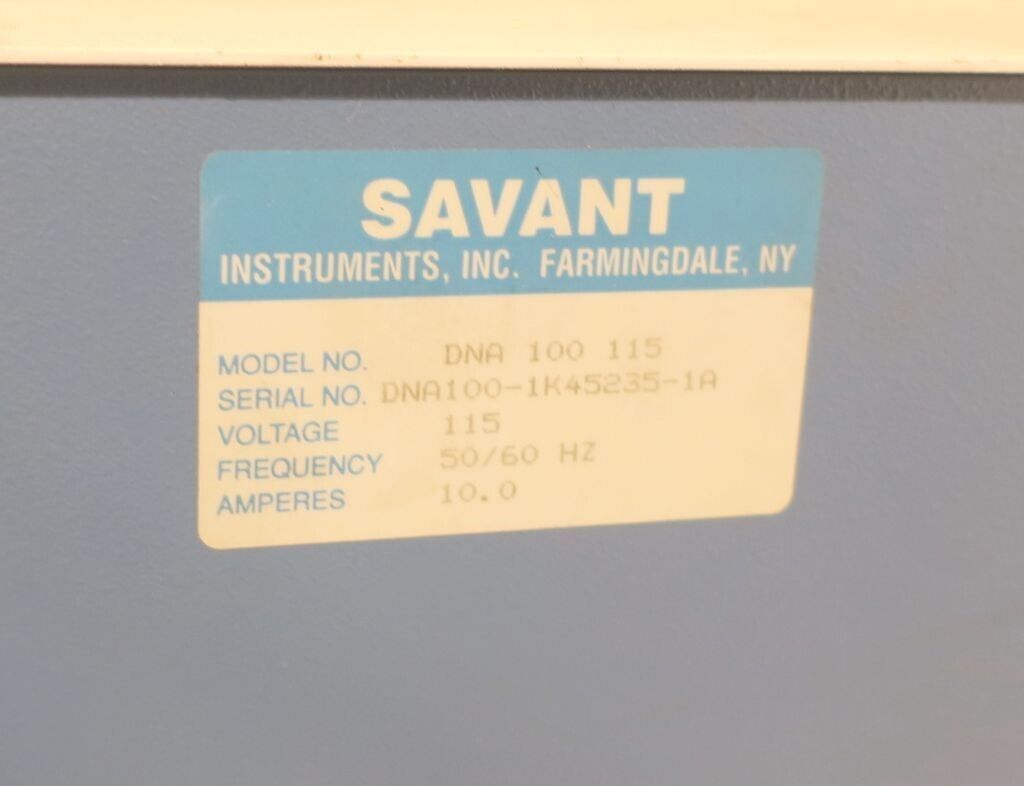 SAVANT
INSTRUMENTS, INC. FARMINGDALE, NY
MODEL NO. DNA 100 115
SERIAL NO. DNA100-1K45235-1A
VOLTAGE 115
FREQUENCY 50/60 HZ
AMPERES 10.0